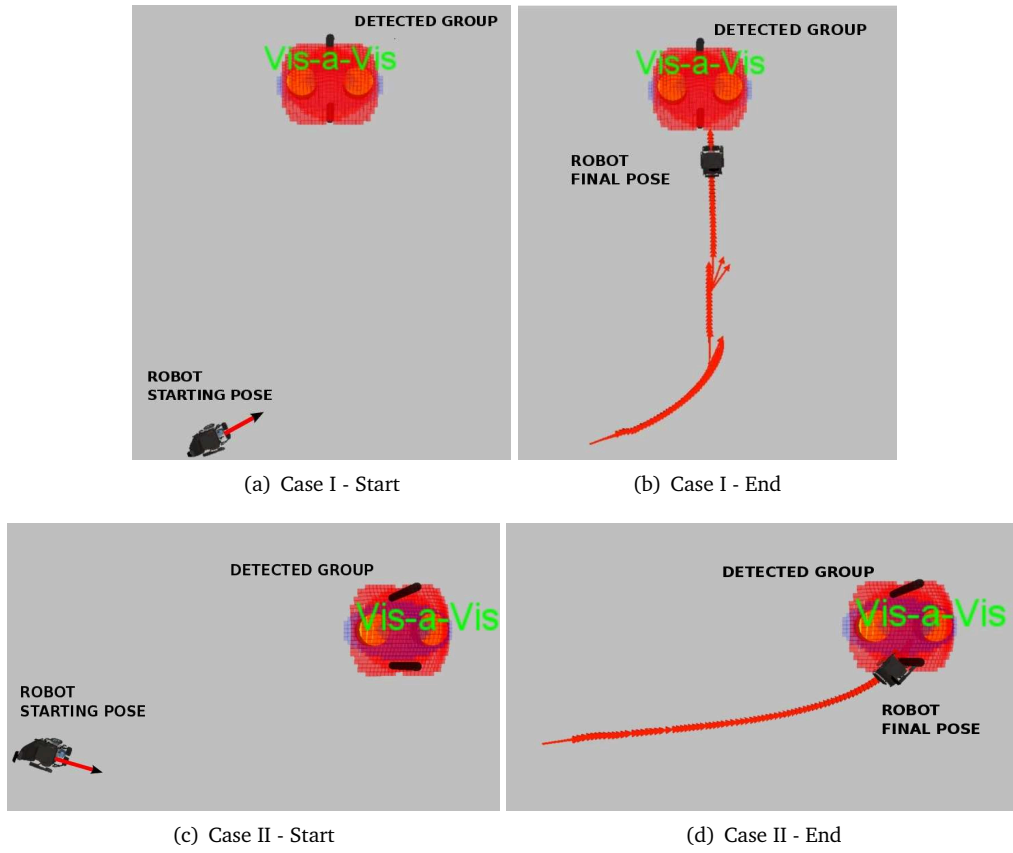 DETECTED GROUP
Vis-a-Vis
ROBOT
STARTING POSE
(a) Case I - Start
DETECTED GROUP
Vis-a-Vis
ROBOT
FINAL POSE
(b) Case I - End
DETECTED GROUP
Vis-a-Vis
ROBOT
STARTING POSE
(c) Case II - Start
DETECTED GROUP
Vis-a-Vis
ROBOT
FINAL POSE
(d) Case II - End